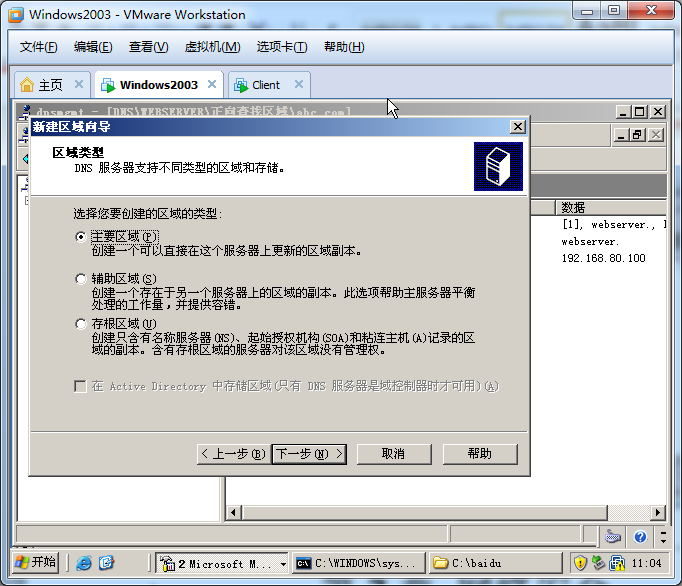 Windows2003 - VMware Workstation
文件(F) 编辑(E) 查看(V) 虚拟机(M) 选项卡(T) 帮助(H)
主页 Windows2003 Client
dnsmgmt - [DNS\WEBSERVER\正向查找区域\abc.com]
新建区域向导
区域类型
DNS 服务器支持不同类型的区域和存储。
数据
[1], webserver.,
webserver.
192.168.80.100
选择您要创建的区域的类型:
主要区域(P)
创建一个可以直接在这个服务器上更新的区域副本。
辅助区域(S)
创建一个存在于另一个服务器上的区域的副本。此选项帮助主服务器平衡
处理的工作量，并提供容错。
存根区域(U)
创建只含有名称服务器(NS)、起始授权机构(SOA)和粘连主机(A)记录的区
域的副本。含有存根区域的服务器对该区域没有管理权。
在 Active Directory 中存储区域(只有 DNS 服务器是域控制器时才可用)(A)
< 上一步(B) 下一步(N) > 取消 帮助
开始 2 Microsoft M... C:\WINDOWS\sys... C:\baidu 11:04